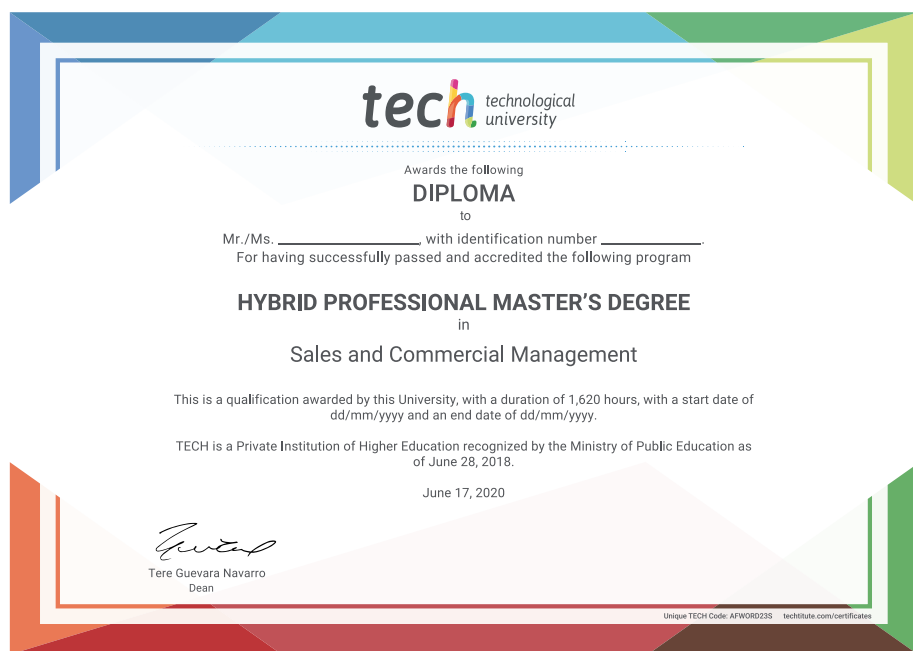 tech technological
university
Awards the following
DIPLOMA
to
Mr./Ms. ____________________, with identification number ______________.
For having successfully passed and accredited the following program
HYBRID PROFESSIONAL MASTER'S DEGREE
in
Sales and Commercial Management
This is a qualification awarded by this University, with a duration of 1,620 hours, with a start date of
dd/mm/yyyy and an end date of dd/mm/yyyy.
TECH is a Private Institution of Higher Education recognized by the Ministry of Public Education as
of June 28, 2018.
June 17, 2020
Tere Guevara Navarro
Dean
Unique TECH Code: AFWORD23S techtitute.com/certificates